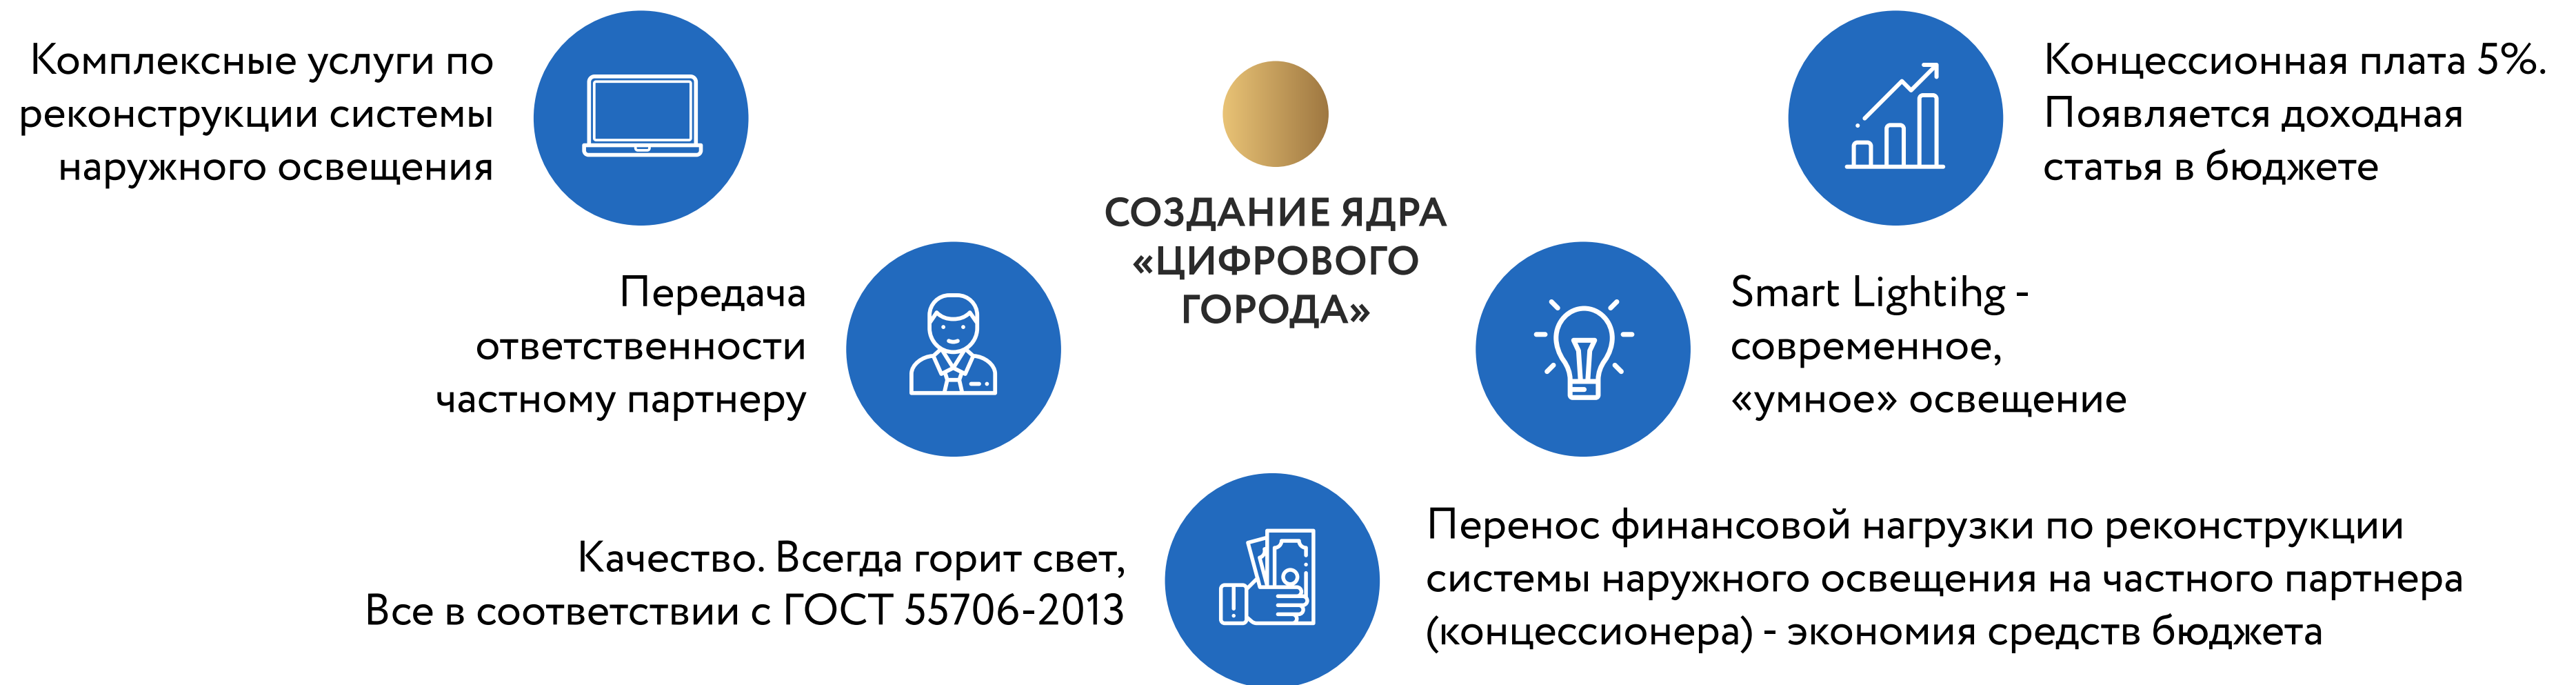 Комплексные услуги по
реконструкции системы
наружного освещения
Передача
ответственности
частному партнеру
Качество. Всегда горит свет,
Все в соответствии с ГОСТ 55706-2013
СОЗДАНИЕ ЯДРА
«ЦИФРОВОГО
ГОРОДА»
Концессионная плата 5%.
Появляется доходная
статья в бюджете
Smart Lightihg -
современное,
«умное» освещение
Перенос финансовой нагрузки по реконструкции
системы наружного освещения на частного партнера
(концессионера) - экономия средств бюджета